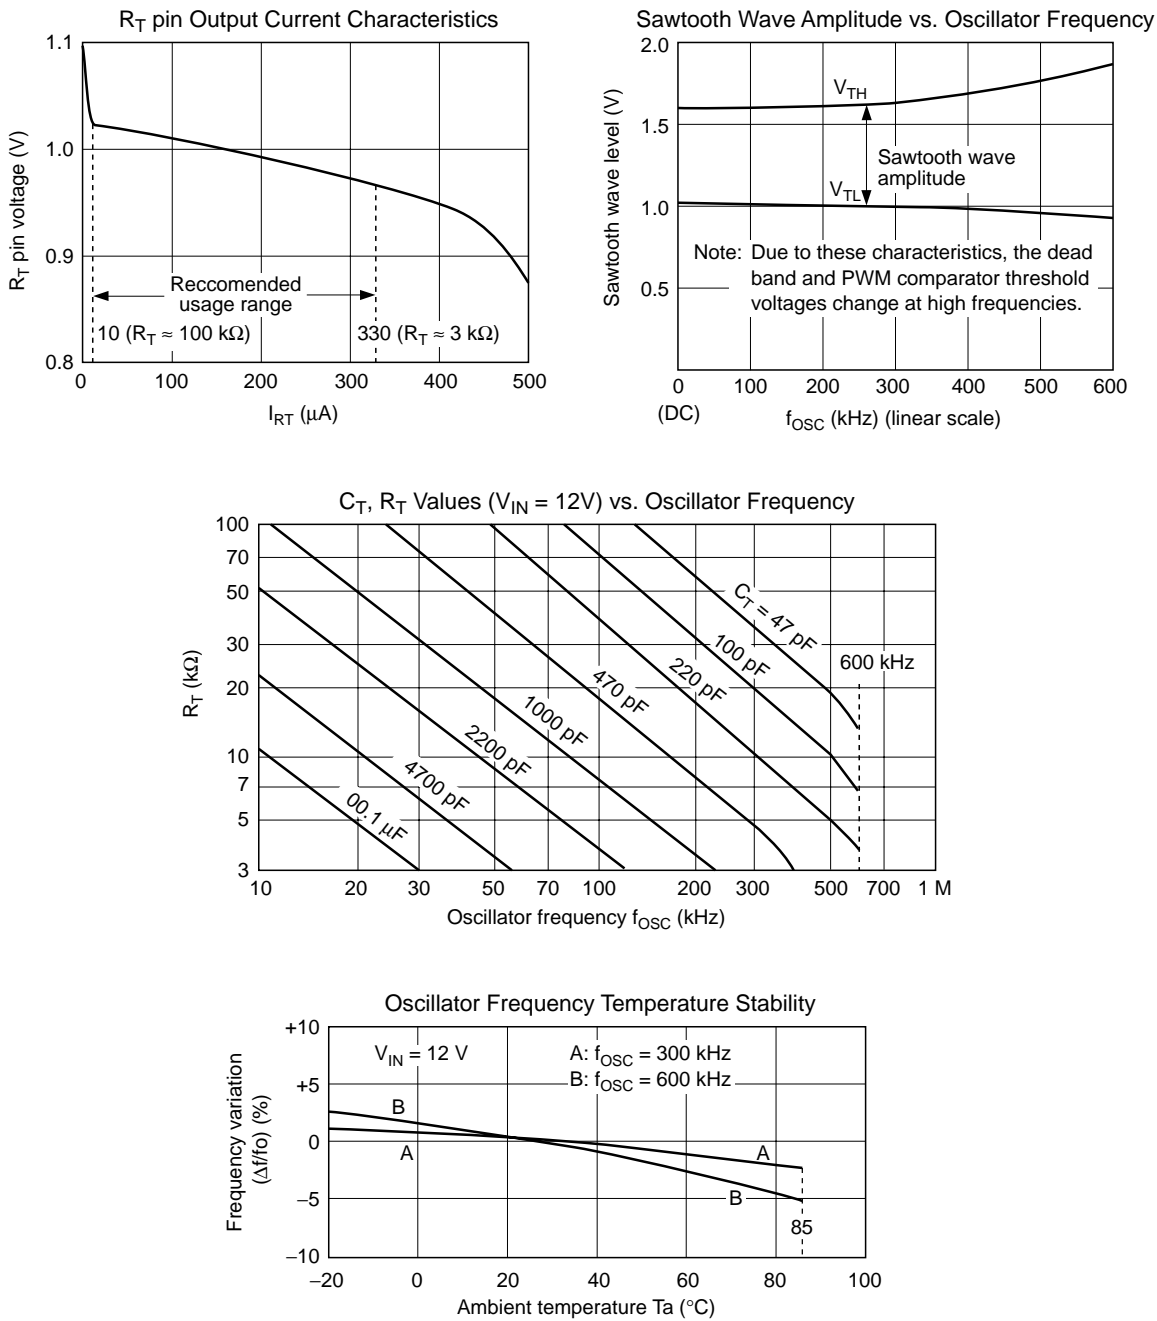 R_T pin Output Current Characteristics
1.1
1.0
0.9
0.8
R_T pin voltage (V)
Reccomended
usage range
10 (R_T ≈ 100 kΩ)
330 (R_T ≈ 3 kΩ)
0 100 200 300 400 500
I_RT (μA)
Sawtooth Wave Amplitude vs. Oscillator Frequency
2.0
1.5
1.0
0.5
Sawtooth wave level (V)
V_TH
Sawtooth wave
amplitude
V_TL
Note: Due to these characteristics, the dead
band and PWM comparator threshold
voltages change at high frequencies.
0 100 200 300 400 500 600
(DC)
f_OSC (kHz) (linear scale)
C_T, R_T Values (V_IN = 12V) vs. Oscillator Frequency
100
70
50
30
20
10
7
5
3
R_T (kΩ)
C_T = 47 pF
100 pF
220 pF
470 pF
1000 pF
2200 pF
4700 pF
00.1 μF
600 kHz
10 20 30 50 70 100 200 300 500 700 1 M
Oscillator frequency f_OSC (kHz)
Oscillator Frequency Temperature Stability
+10
+5
0
−5
−10
Frequency variation
(Δf/fo) (%)
V_IN = 12 V
A: f_OSC = 300 kHz
B: f_OSC = 600 kHz
B
A
A
B
85
−20 0 20 40 60 80 100
Ambient temperature Ta (°C)